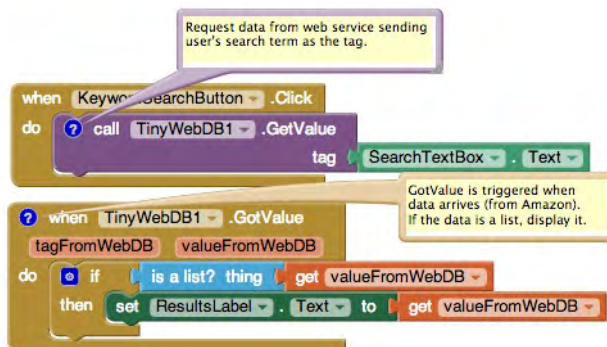 Request data from web service sending
user's search term as the tag.
when KeywordSearchButton .Click
do ? call TinyWebDB1 .GetValue
tag SearchTextBox . Text
GotValue is triggered when
data arrives (from Amazon).
If the data is a list, display it.
? when TinyWebDB1 .GotValue
tagFromWebDB valueFromWebDB
do if is a list? thing get valueFromWebDB
then set ResultsLabel . Text to get valueFromWebDB